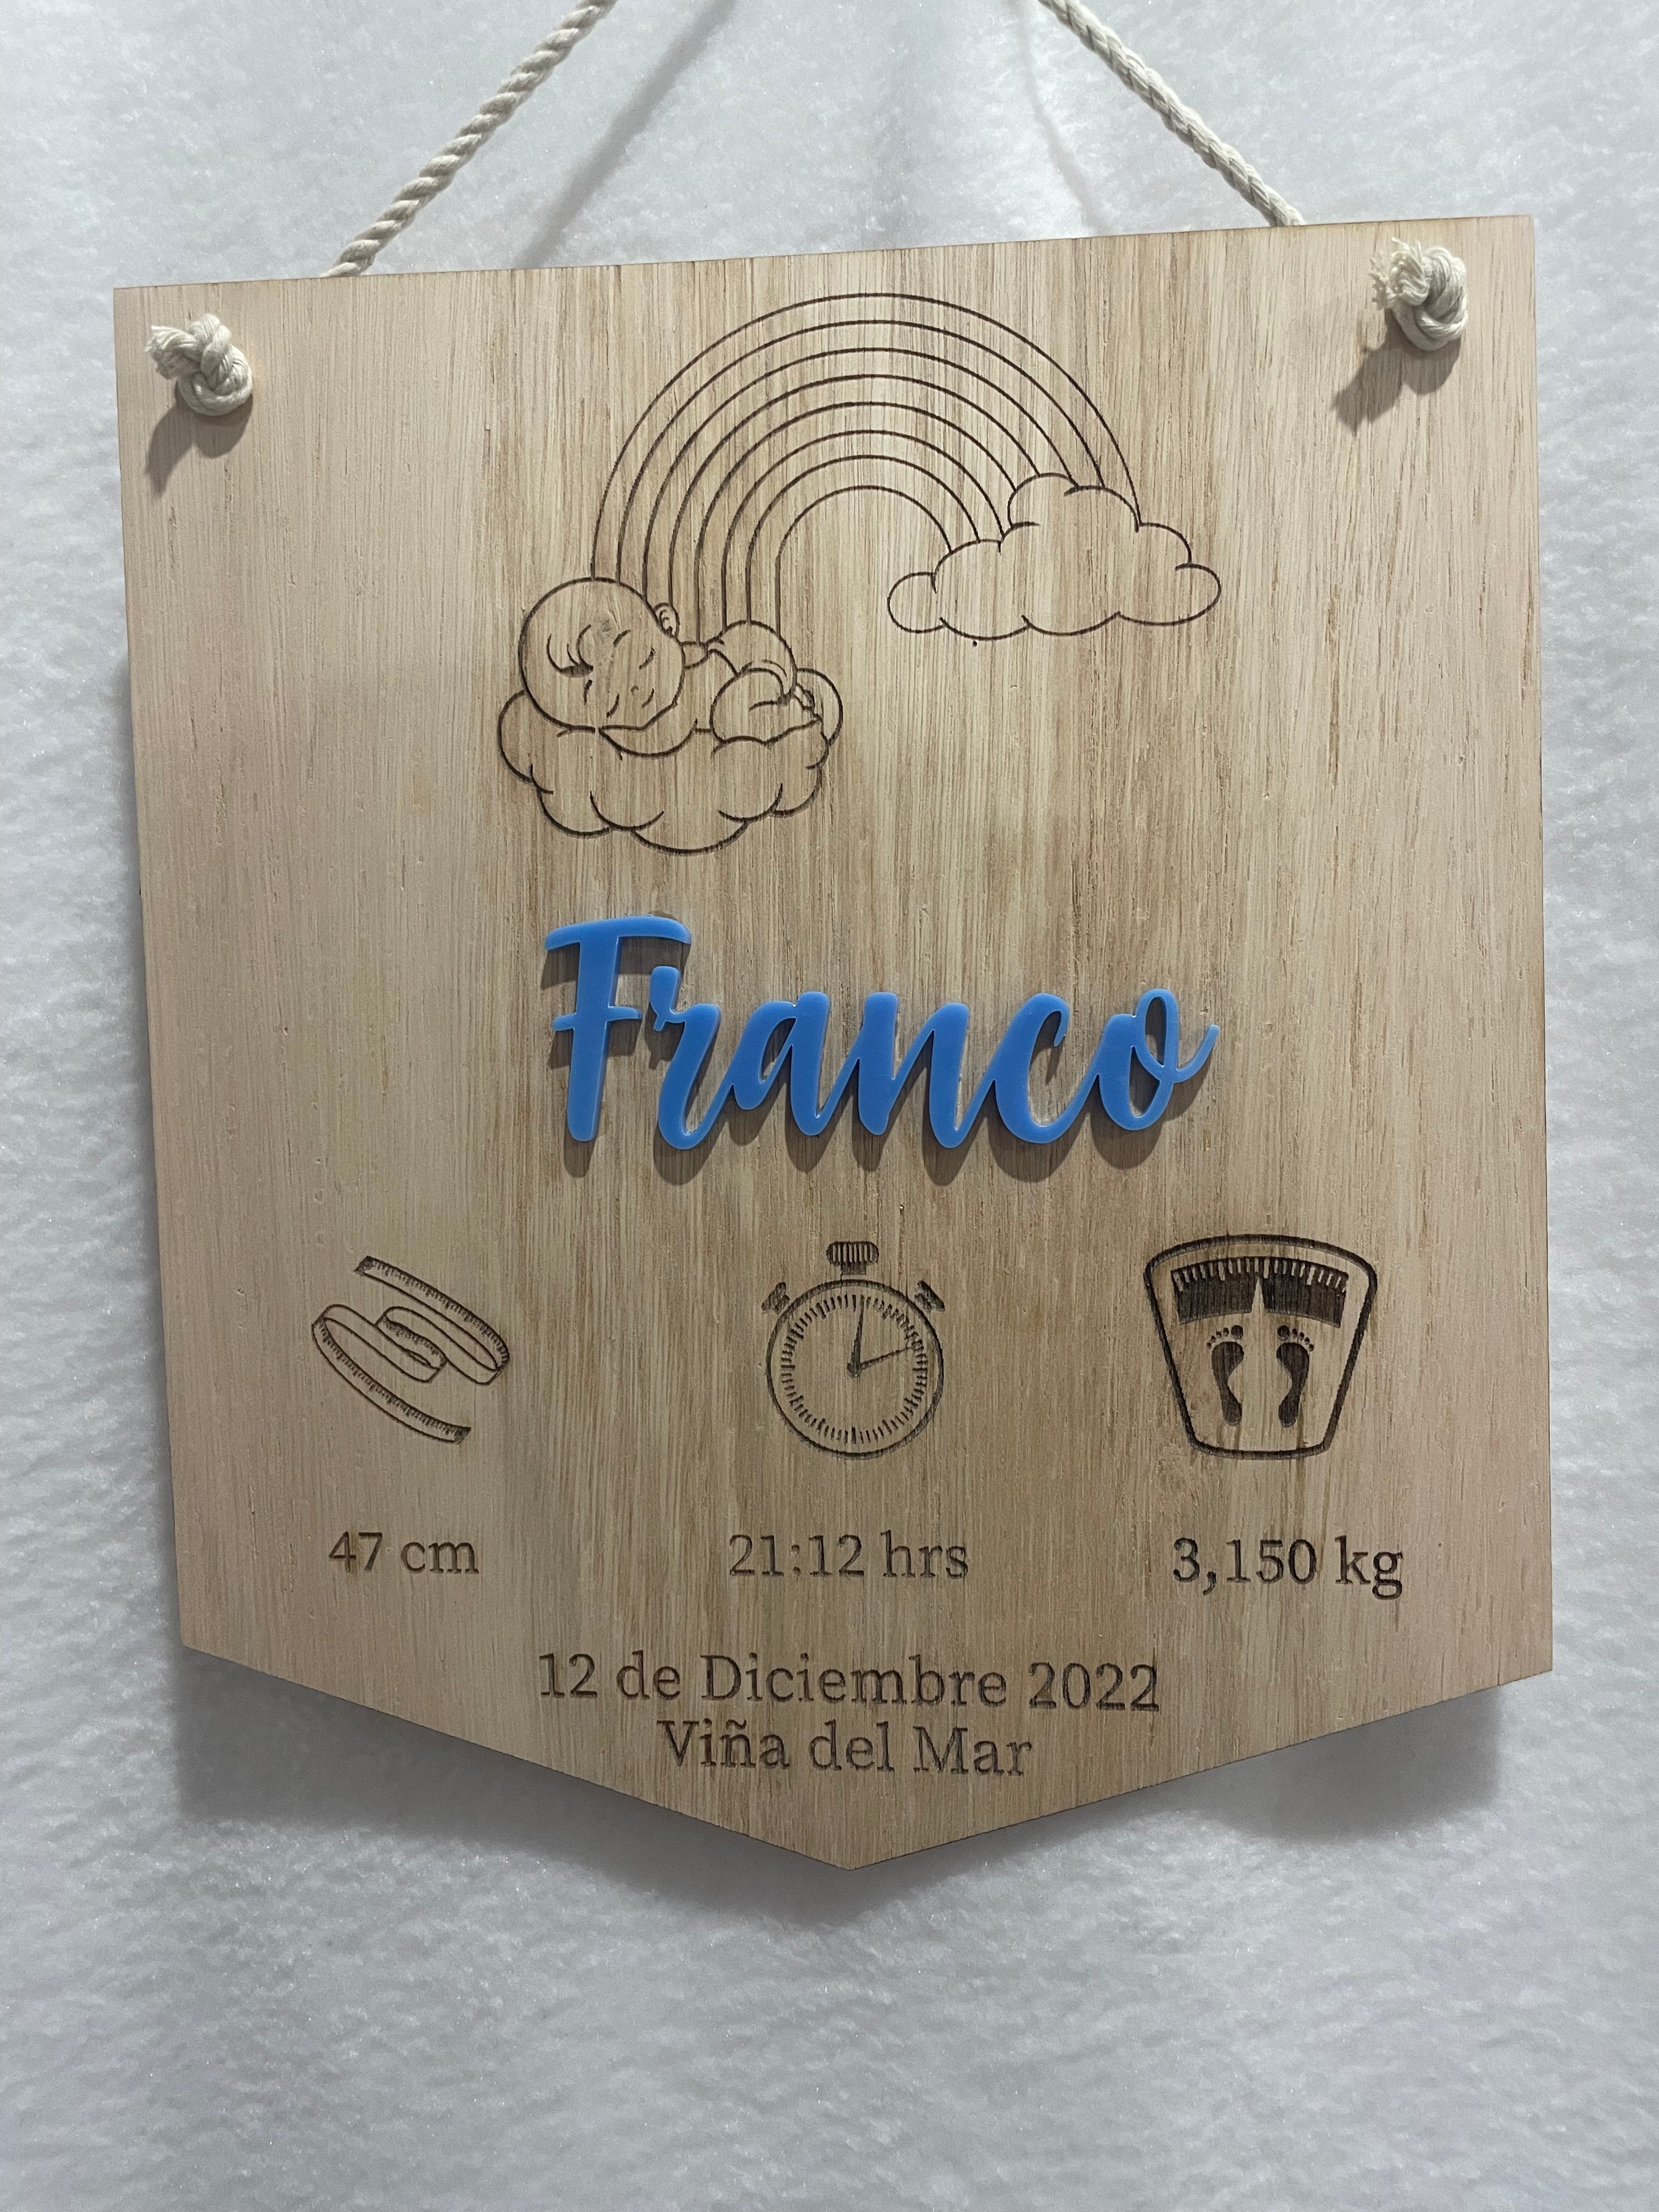 Franco
47 cm
21:12 hrs
3,150 kg
12 de Diciembre 2022
Viña del Mar